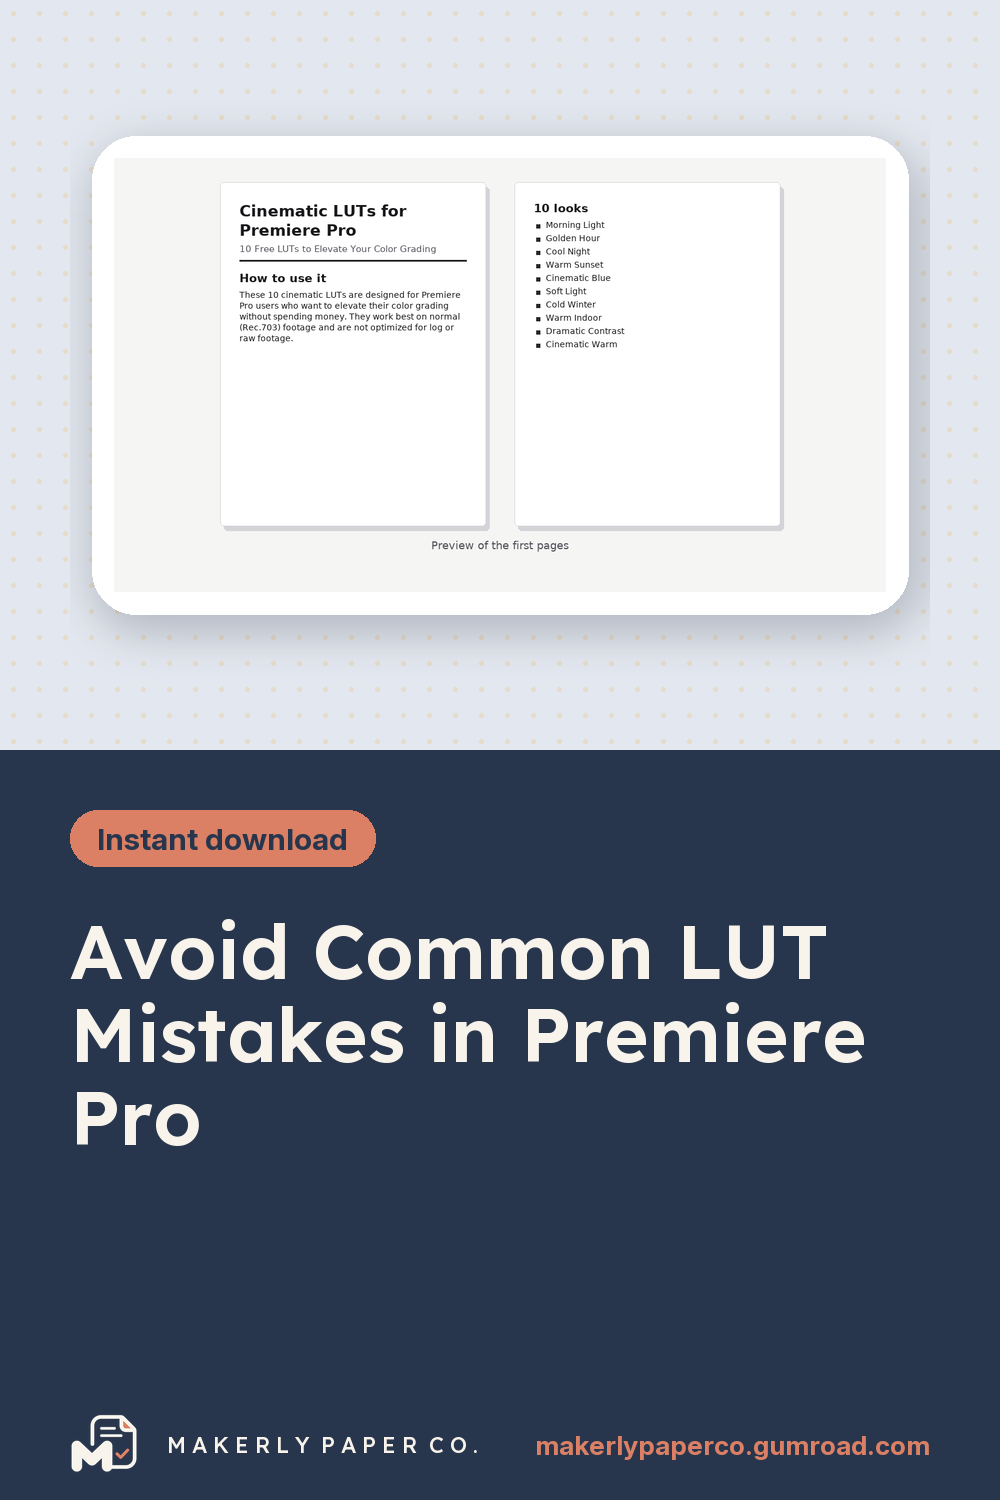 Cinematic LUTs for
Premiere Pro
10 Free LUTs to Elevate Your Color Grading
How to use it
These 10 cinematic LUTs are designed for Premiere
Pro users who want to elevate their color grading
without spending money. They work best on normal
(Rec.703) footage and are not optimized for log or
raw footage.
10 looks
▪ Morning Light
▪ Golden Hour
▪ Cool Night
▪ Warm Sunset
▪ Cinematic Blue
▪ Soft Light
▪ Cold Winter
▪ Warm Indoor
▪ Dramatic Contrast
▪ Cinematic Warm
Preview of the first pages
Instant download
Avoid Common LUT
Mistakes in Premiere
Pro
MAKERLY PAPER CO.
makerlypaperco.gumroad.com